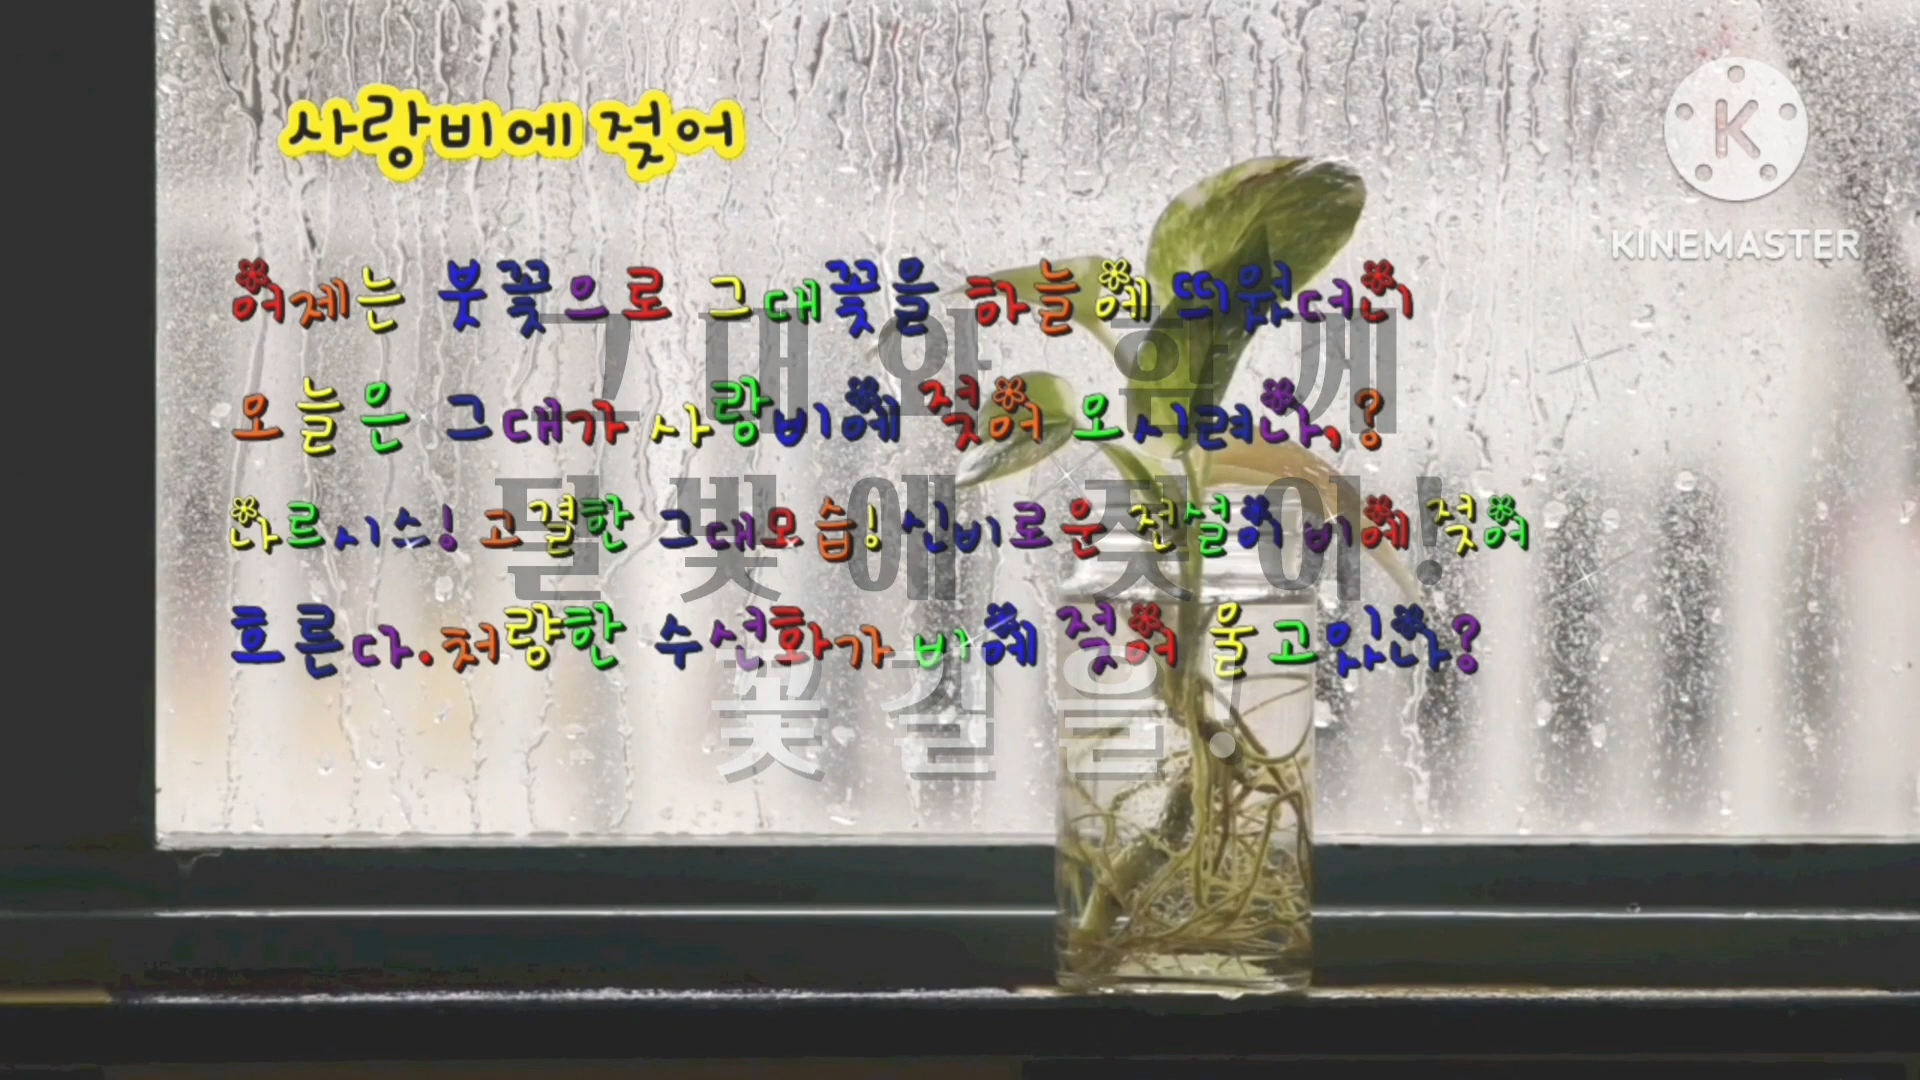 사랑비에 젖어
KINEMASTER
어제는 붓꽃으로 그대꽃을 하늘에 띄웠더니
오늘은 그대가 사랑비에 젖어 오시려나,?
나르시스! 고결한 그대모습! 신비로운 전설이 비에 젖어
흐른다.처량한 수선화가 비에 젖어 울고있나?
그대와 함께
달빛에 젖어!
꽃길을!